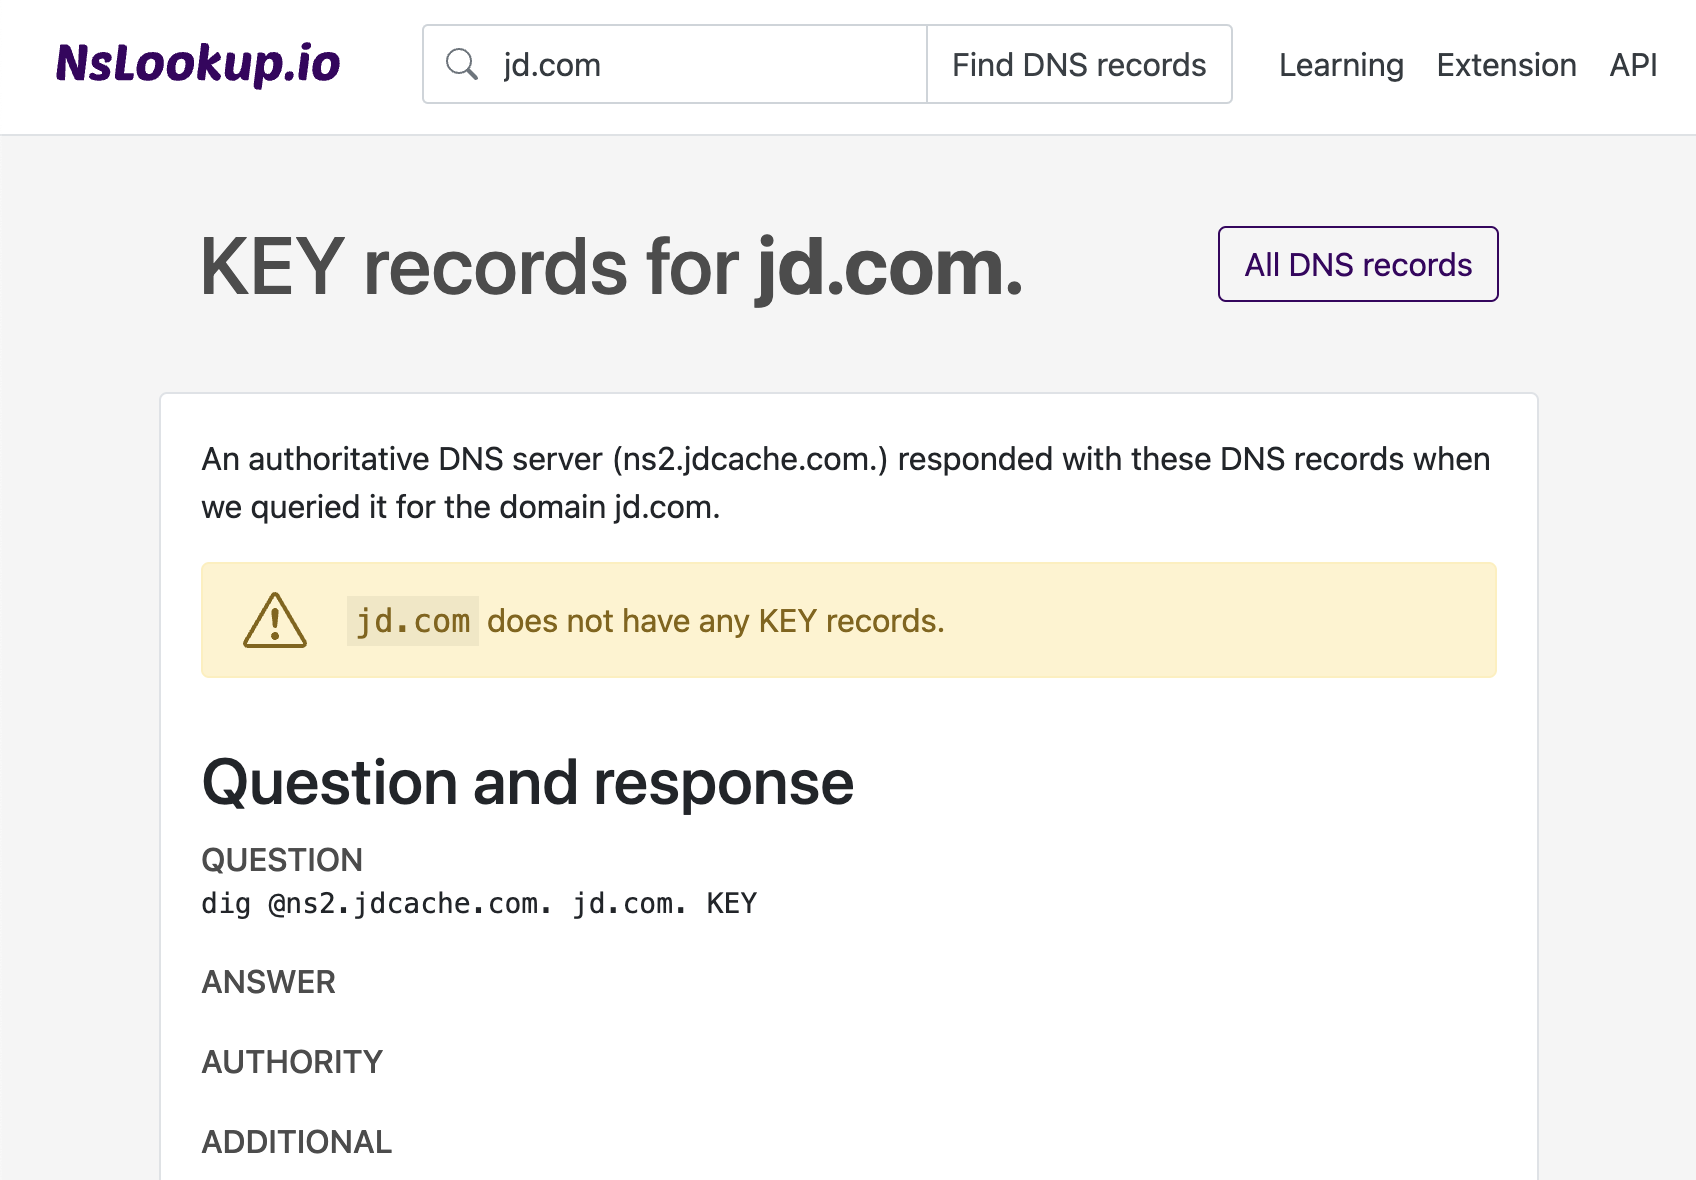 NsLookup.io
jd.com
Find DNS records
Learning
Extension
API
KEY records for jd.com.
All DNS records
An authoritative DNS server (ns2.jdcache.com.) responded with these DNS records when
we queried it for the domain jd.com.
jd.com does not have any KEY records.
Question and response
QUESTION
dig @ns2.jdcache.com. jd.com. KEY
ANSWER
AUTHORITY
ADDITIONAL